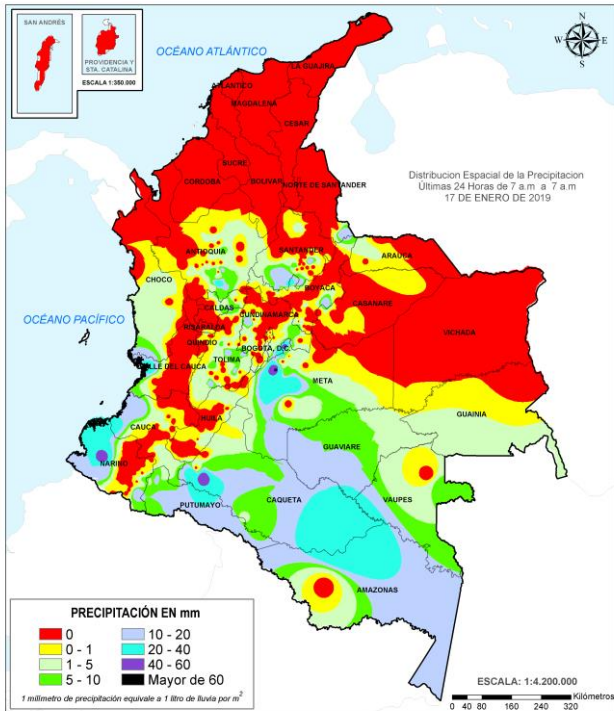 SAN ANDRÉS
PROVIDENCIA Y
STA. CATALINA
ESCALA 1:350.000
OCÉANO ATLÁNTICO
N
W
E
S
LA GUAJIRA
ATLANTICO
MAGDALENA
CESAR
SUCRE
CORDOBA
BOLIVAR
NORTE DE SANTANDER
Distribucion Espacial de la Precipitacion
Últimas 24 Horas de 7 a.m a 7 a.m
17 DE ENERO DE 2019
ANTIOQUIA
SANTANDER
ARAUCA
CHOCO
BOYACA
CASANARE
OCÉANO PACÍFICO
CALDAS
CUNDINAMARCA
VICHADA
RISARALDA
QUINDIO
BOGOTA, D.C.
TOLIMA
VALLE DEL CAUCA
META
GUAINIA
HUILA
CAUCA
GUAVIARE
NARIÑO
VAUPES
CAQUETA
PUTUMAYO
AMAZONAS
PRECIPITACIÓN EN mm
0
10 - 20
0 - 1
20 - 40
1 - 5
40 - 60
5 - 10
Mayor de 60
1 milimetro de precipitación equivale a 1 litro de lluvia por m²
ESCALA: 1:4.200.000
Kilómetros
0 40 80 160 240 320